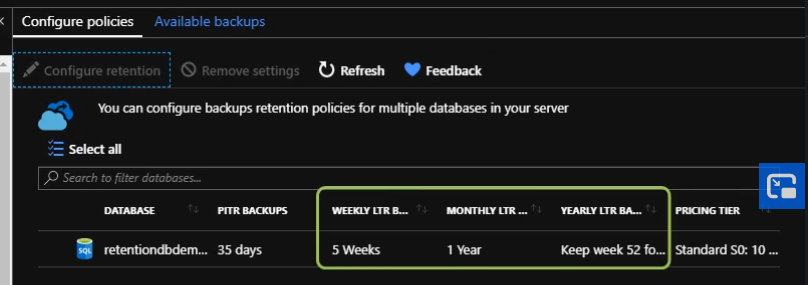 Configure policies Available backups
Configure retention Remove settings Refresh Feedback
You can configure backups retention policies for multiple databases in your server
Select all
Search to filter databases...
DATABASE PITR BACKUPS WEEKLY LTR B... MONTHLY LTR ... YEARLY LTR BA... PRICING TIER
SQL retentiondbdem... 35 days 5 Weeks 1 Year Keep week 52 fo... Standard S0: 10 ...